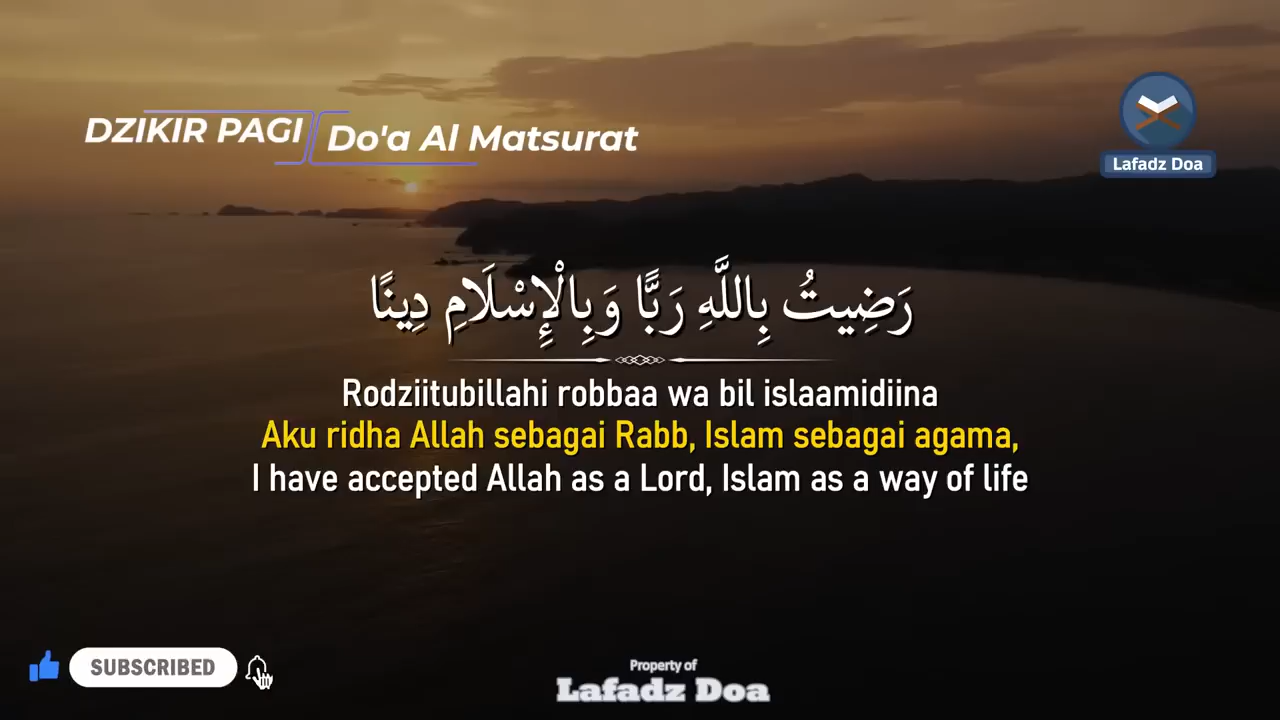 DZIKIR PAGI
Do'a Al Matsurat
Lafadz Doa
رَضِيتُ بِاللَّهِ رَبًّا وَبِالْإِسْلَامِ دِينًا
Rodziitubillahi robbaa wa bil islaamidiina
Aku ridha Allah sebagai Rabb, Islam sebagai agama,
I have accepted Allah as a Lord, Islam as a way of life
SUBSCRIBED
Property of
Lafadz Doa